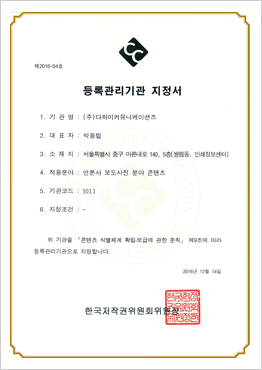 CC
제2016-04호
등록관리기관 지정서
1. 기 관 명 : (주)다하이커뮤니케이션즈
2. 대 표 자 : 박용립
3. 소 재 지 : 서울특별시 중구 마른내로 140, 5층(쌍림동, 인쇄정보센터)
4. 적용분야 : 언론사 보도사진 분야 콘텐츠
5. 기관코드 : I011
6. 지정조건 : -
위 기관을 「콘텐츠 식별체계 확립·보급에 관한 준칙」 제9조에 따라
등록관리기관으로 지정합니다.
2016년 12월 14일
한국저작권위원회위원장